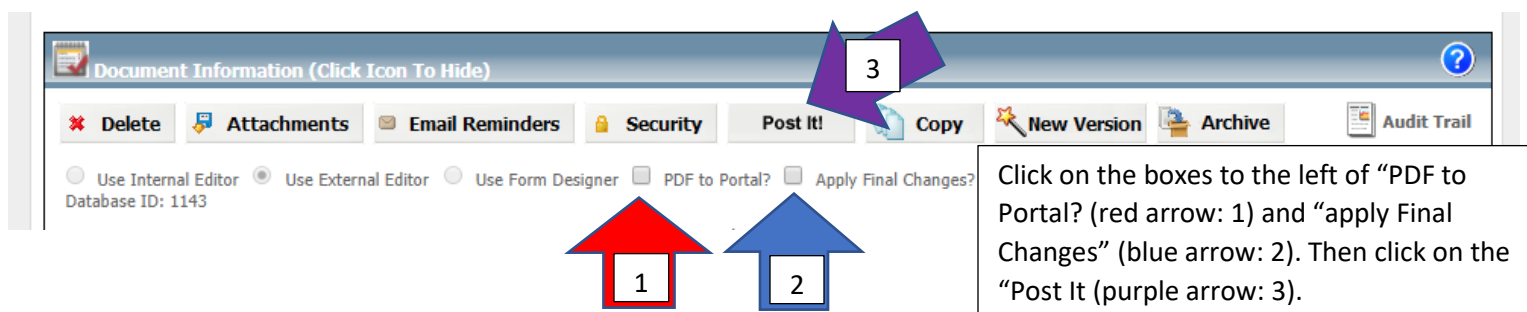 3
Document Information (Click Icon To Hide)
Delete Attachments Email Reminders Security Post It! Copy New Version Archive Audit Trail
Use Internal Editor Use External Editor Use Form Designer PDF to Portal? Apply Final Changes?
Database ID: 1143
1
2
Click on the boxes to the left of “PDF to
Portal? (red arrow: 1) and “apply Final
Changes” (blue arrow: 2). Then click on the
“Post It (purple arrow: 3).